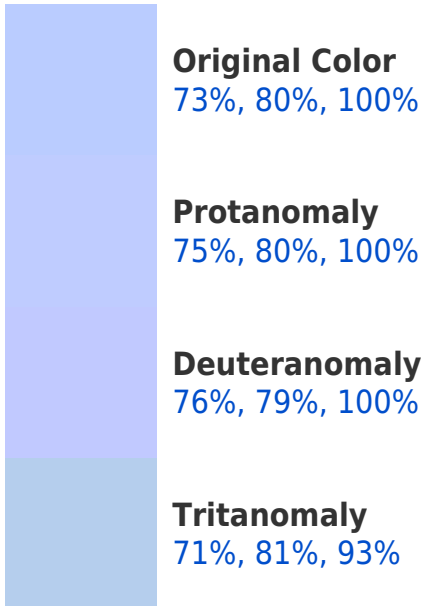 Original Color
73%, 80%, 100%
Protanomaly
75%, 80%, 100%
Deuteranomaly
76%, 79%, 100%
Tritanomaly
71%, 81%, 93%